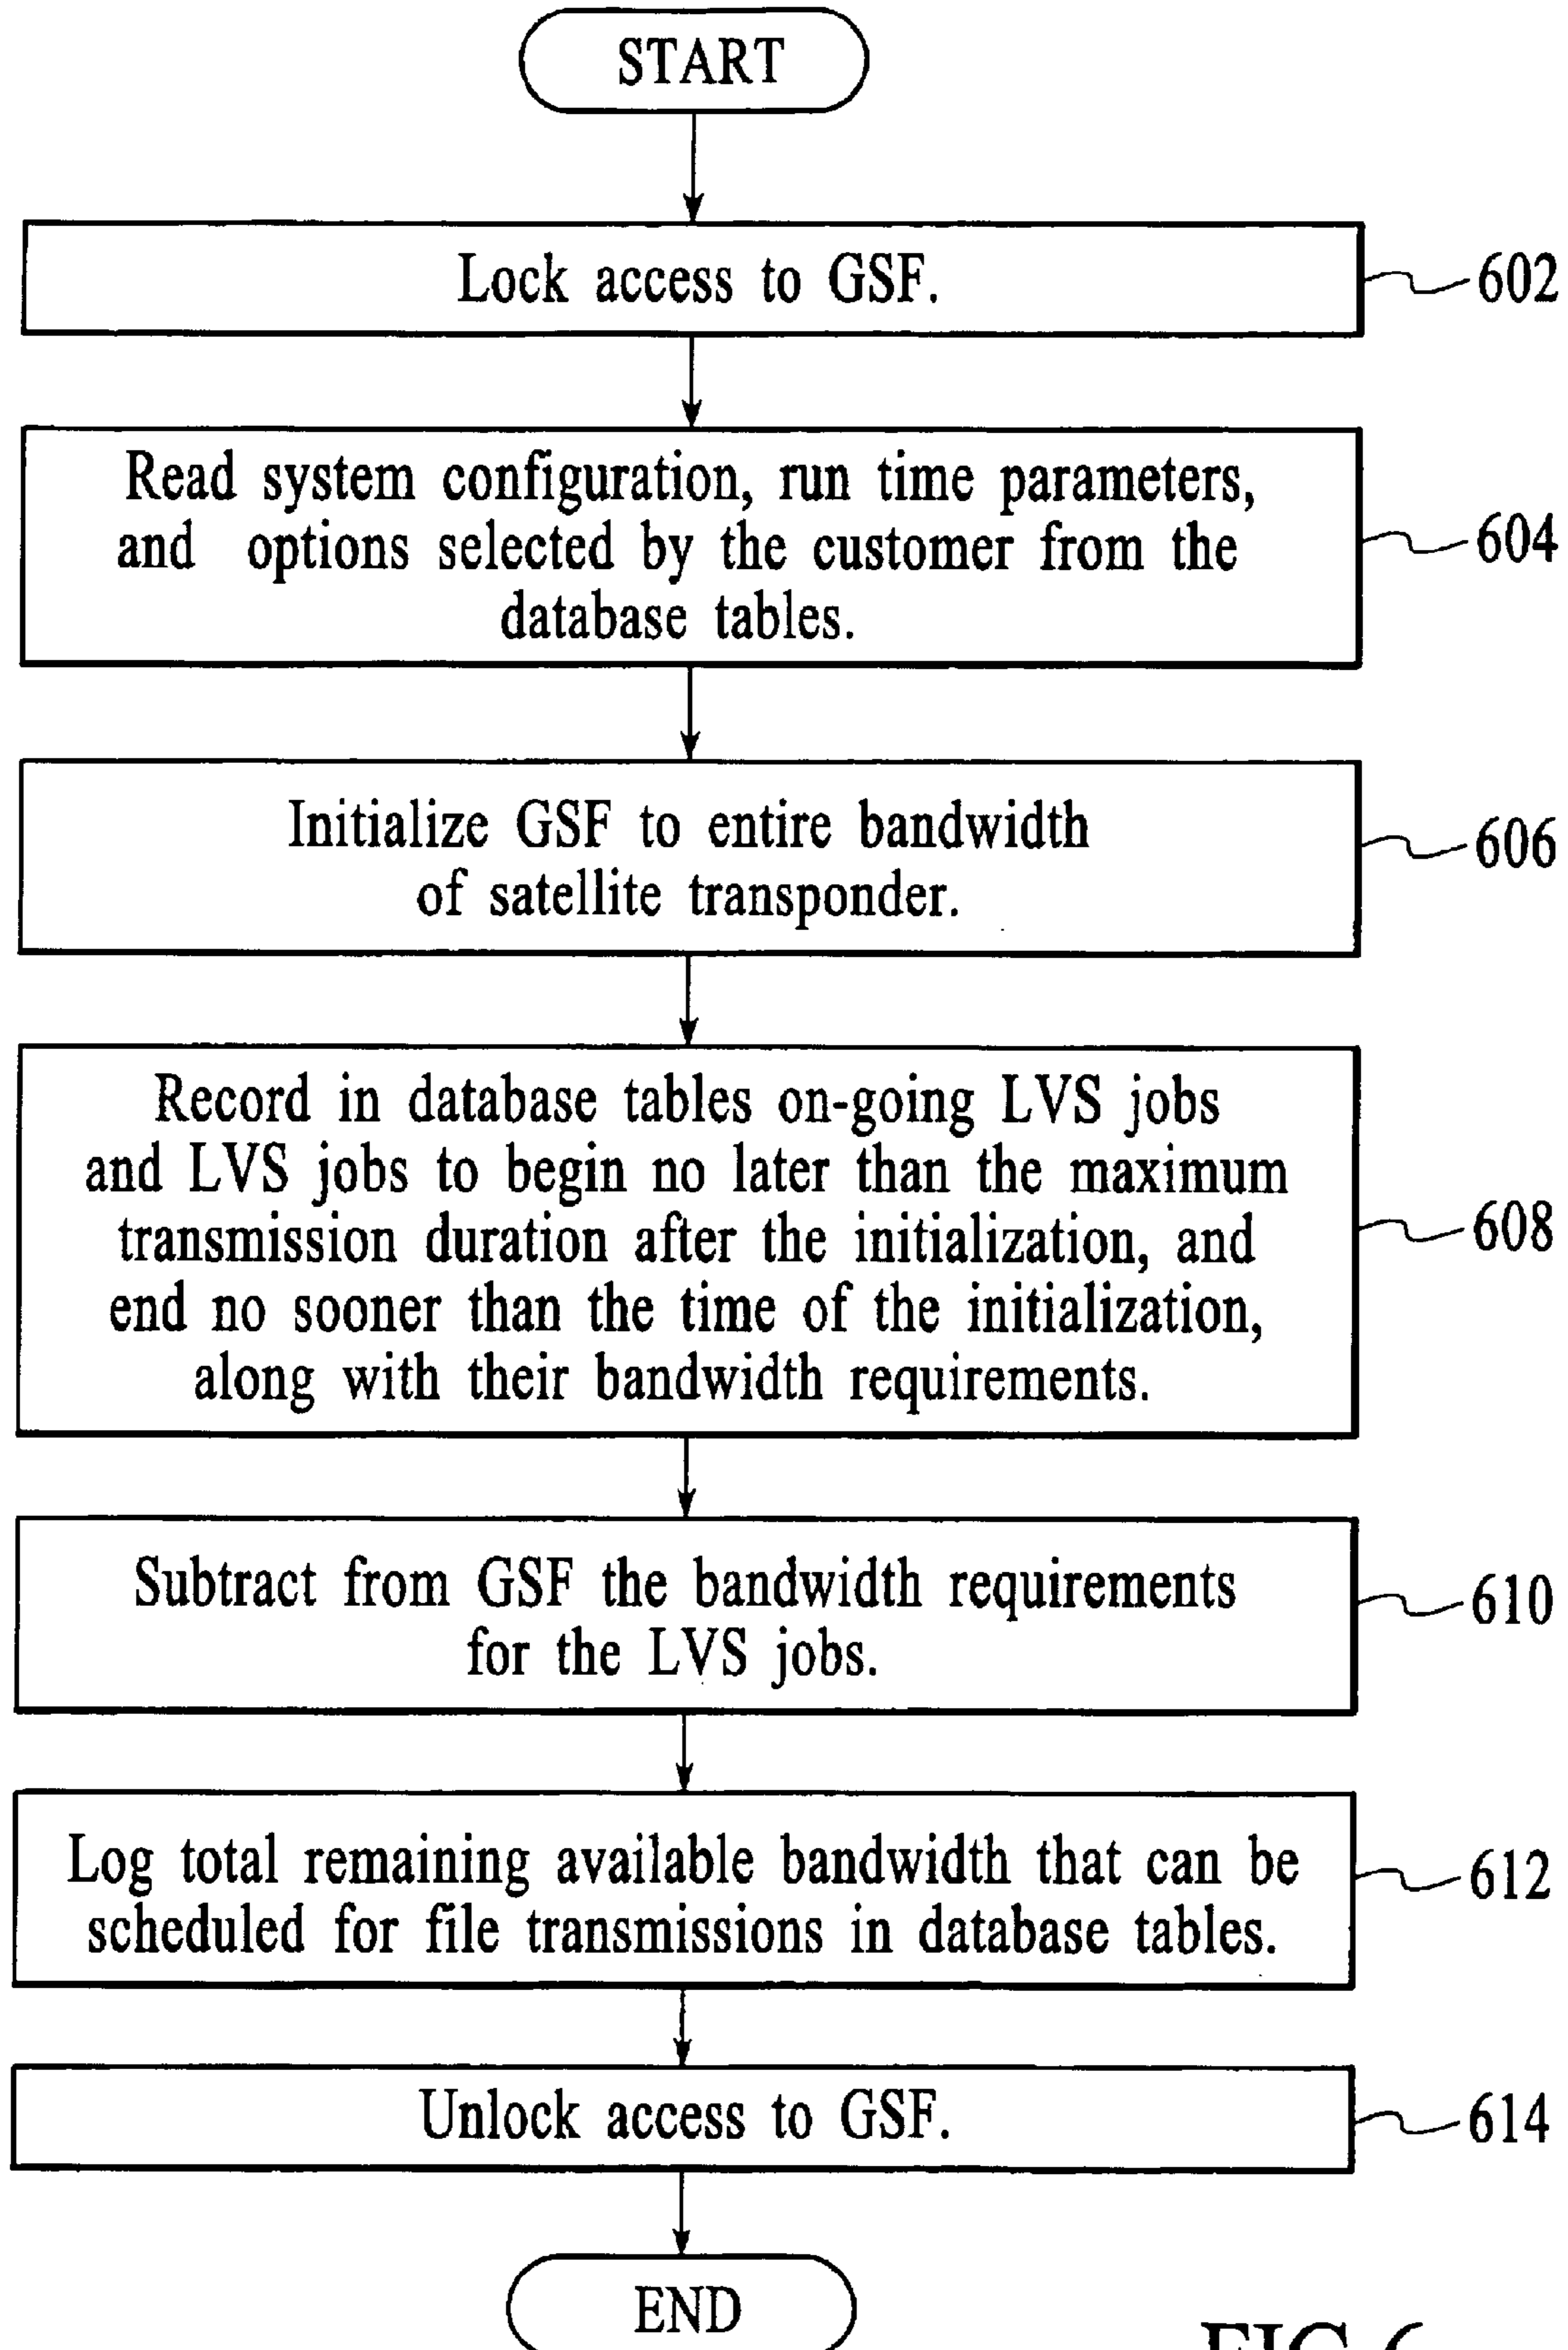 START
Lock access to GSF.
602
Read system configuration, run time parameters,
and options selected by the customer from the
database tables.
604
Initialize GSF to entire bandwidth
of satellite transponder.
606
Record in database tables on-going LVS jobs
and LVS jobs to begin no later than the maximum
transmission duration after the initialization, and
end no sooner than the time of the initialization,
along with their bandwidth requirements.
608
Subtract from GSF the bandwidth requirements
for the LVS jobs.
610
Log total remaining available bandwidth that can be
scheduled for file transmissions in database tables.
612
Unlock access to GSF.
614
END
FIG.6